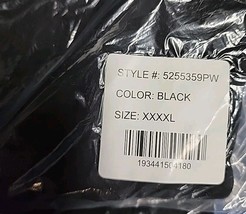 STYLE #: 5255359PW
COLOR: BLACK
SIZE: XXXXL
193441504180